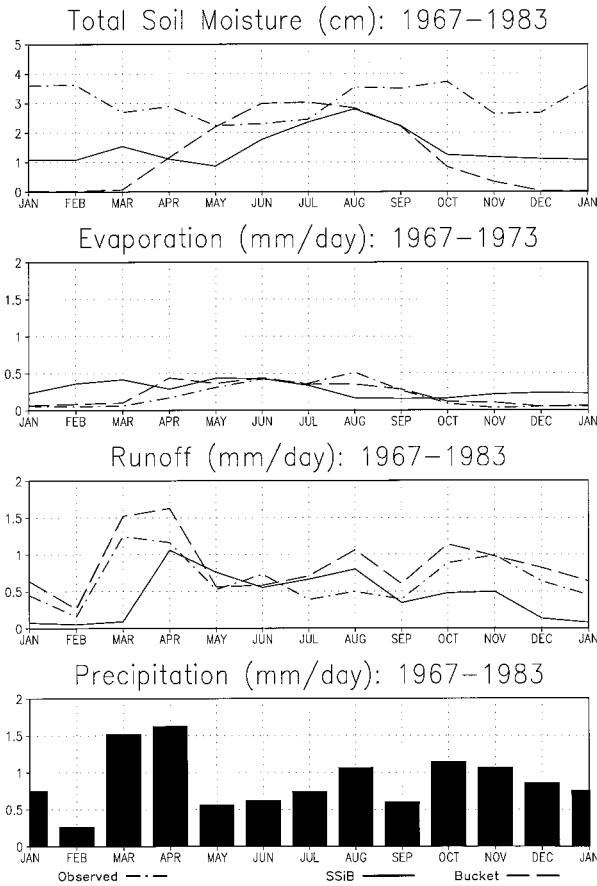 Total Soil Moisture (cm): 1967-1983
5
4
3
2
1
0
JAN FEB MAR APR MAY JUN JUL AUG SEP OCT NOV DEC JAN
Evaporation (mm/day): 1967-1973
2
1.5
1
0.5
0
JAN FEB MAR APR MAY JUN JUL AUG SEP OCT NOV DEC JAN
Runoff (mm/day): 1967-1983
2
1.5
1
0.5
0
JAN FEB MAR APR MAY JUN JUL AUG SEP OCT NOV DEC JAN
Precipitation (mm/day): 1967-1983
2
1.5
1
0.5
0
JAN FEB MAR APR MAY JUN JUL AUG SEP OCT NOV DEC JAN
Observed SSiB Bucket